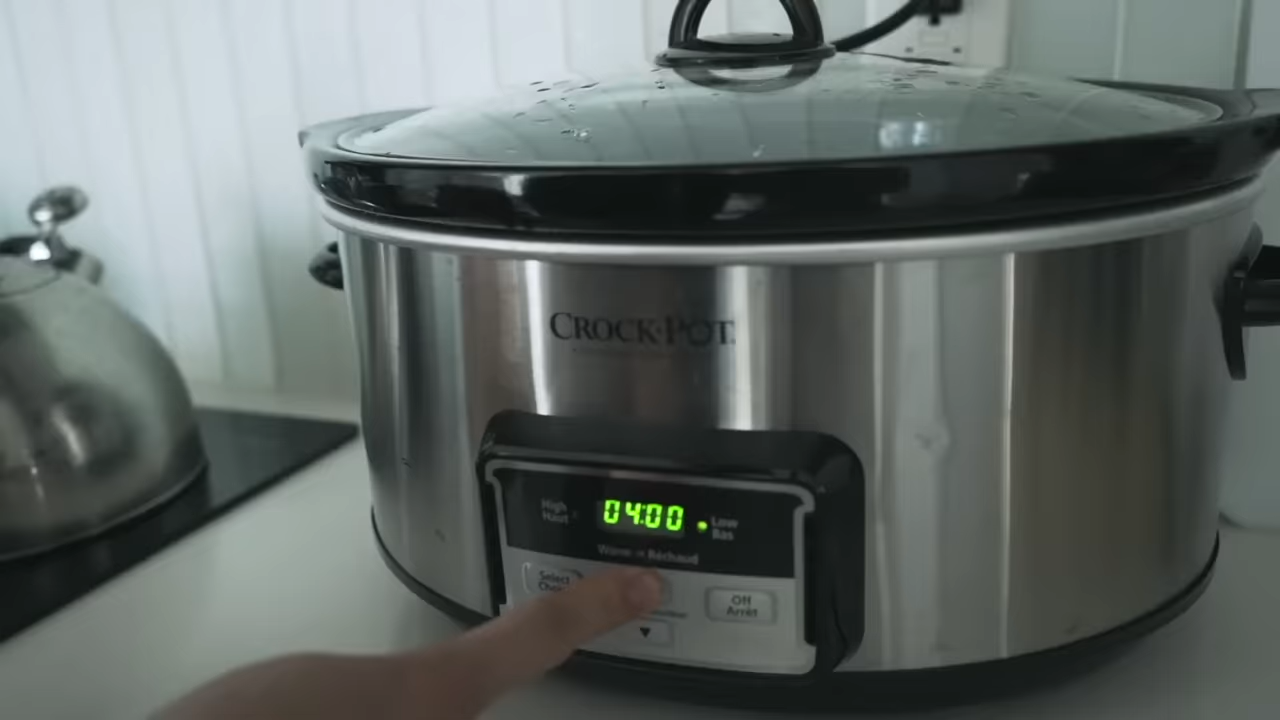 CROCK·POT
High
Haut
04:00
Low
Bas
Warm Réchaud
Select
Off
Arrêt
▼